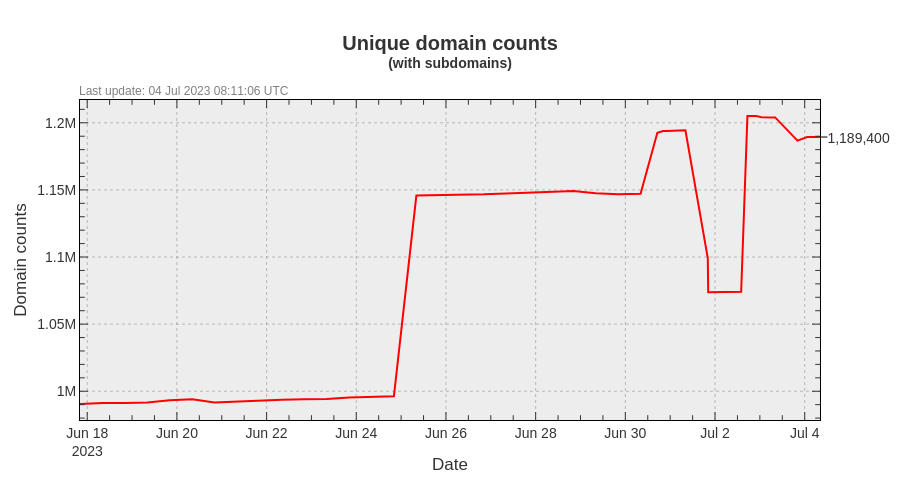 Unique domain counts
(with subdomains)
Last update: 04 Jul 2023 08:11:06 UTC
1.2M
1,189,400
1.15M
1.1M
1.05M
1M
Domain counts
Jun 18 Jun 20 Jun 22 Jun 24 Jun 26 Jun 28 Jun 30 Jul 2 Jul 4
2023
Date